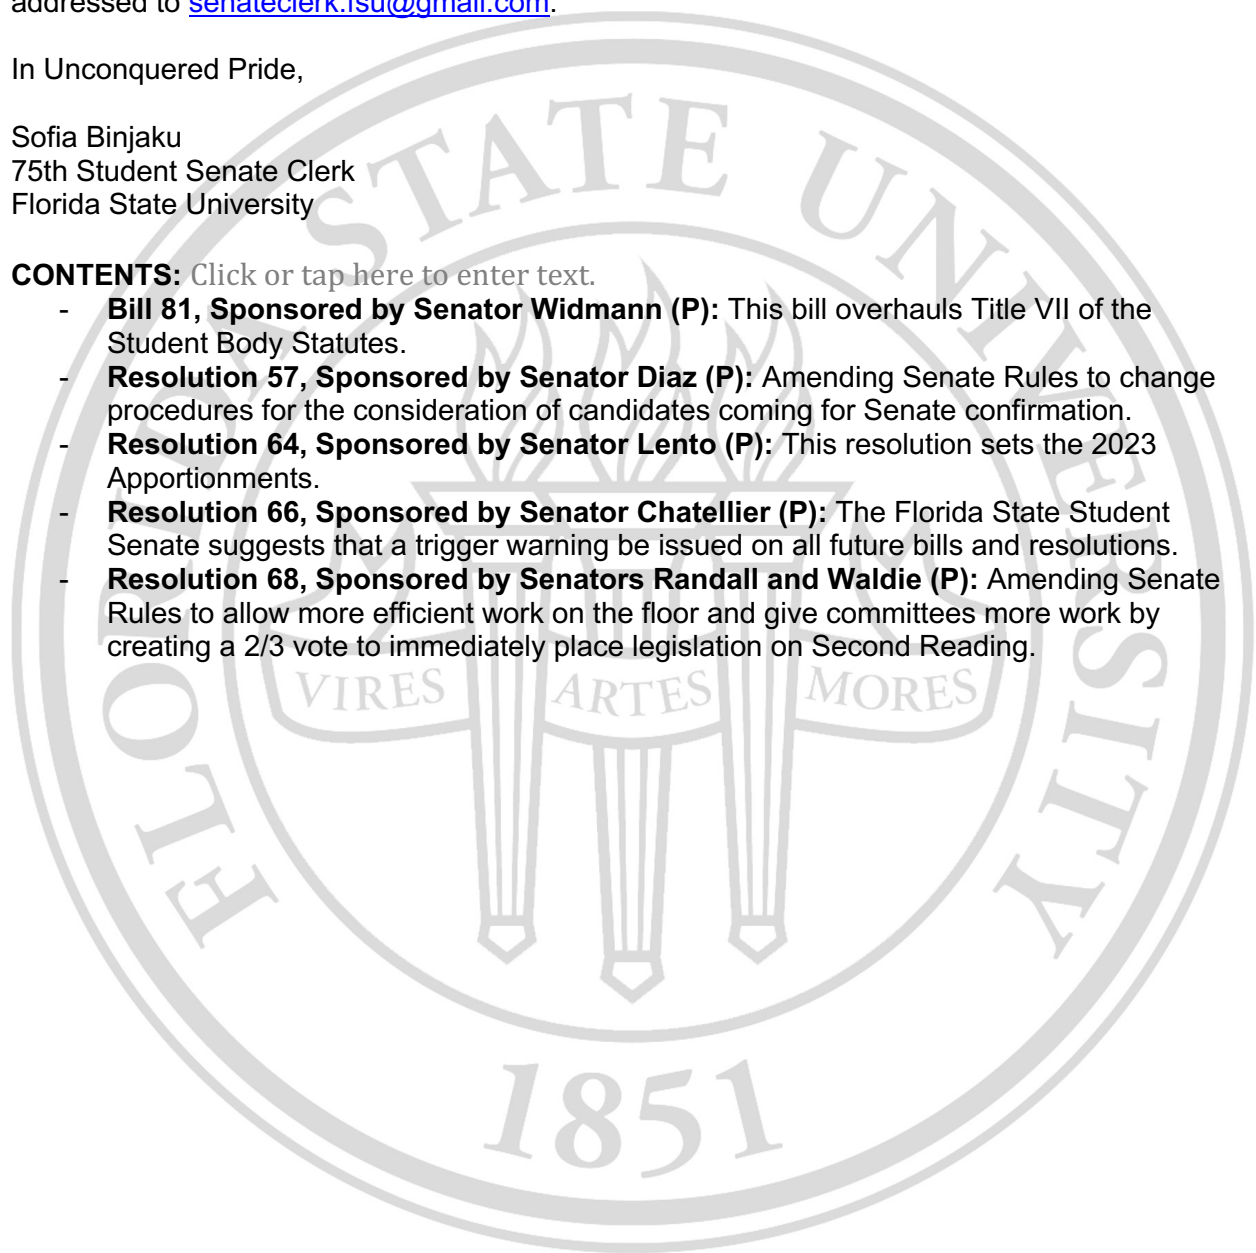 addressed to senateclerk.fsu@gmail.com.
In Unconquered Pride,
Sofia Binjaku
75th Student Senate Clerk
Florida State University
CONTENTS: Click or tap here to enter text.
- Bill 81, Sponsored by Senator Widmann (P): This bill overhauls Title VII of the
Student Body Statutes.
- Resolution 57, Sponsored by Senator Diaz (P): Amending Senate Rules to change
procedures for the consideration of candidates coming for Senate confirmation.
- Resolution 64, Sponsored by Senator Lento (P): This resolution sets the 2023
Apportionments.
- Resolution 66, Sponsored by Senator Chatellier (P): The Florida State Student
Senate suggests that a trigger warning be issued on all future bills and resolutions.
- Resolution 68, Sponsored by Senators Randall and Waldie (P): Amending Senate
Rules to allow more efficient work on the floor and give committees more work by
creating a 2/3 vote to immediately place legislation on Second Reading.
FLORIDA STATE UNIVERSITY
VIRES ARTES MORES
1851